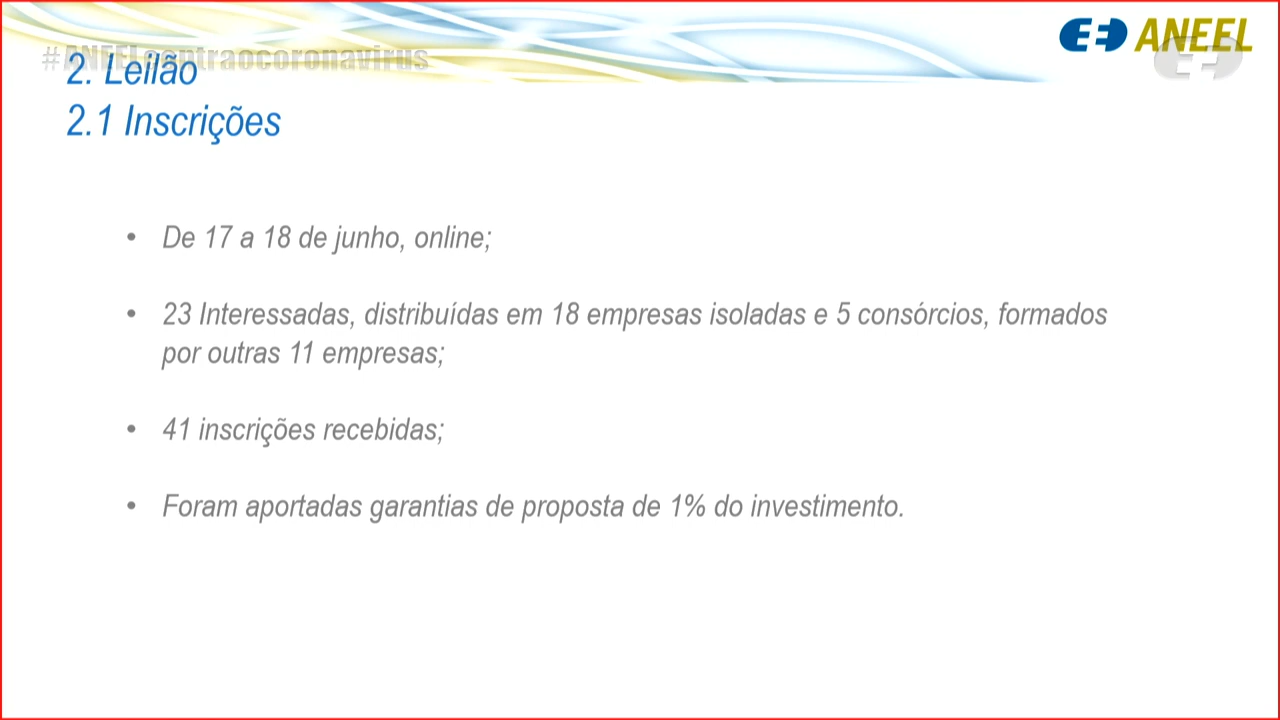 #ANEELcontraocoronavirus
ANEEL
2. Leilão
2.1 Inscrições
• De 17 a 18 de junho, online;
• 23 Interessadas, distribuídas em 18 empresas isoladas e 5 consórcios, formados
por outras 11 empresas;
• 41 inscrições recebidas;
• Foram aportadas garantias de proposta de 1% do investimento.